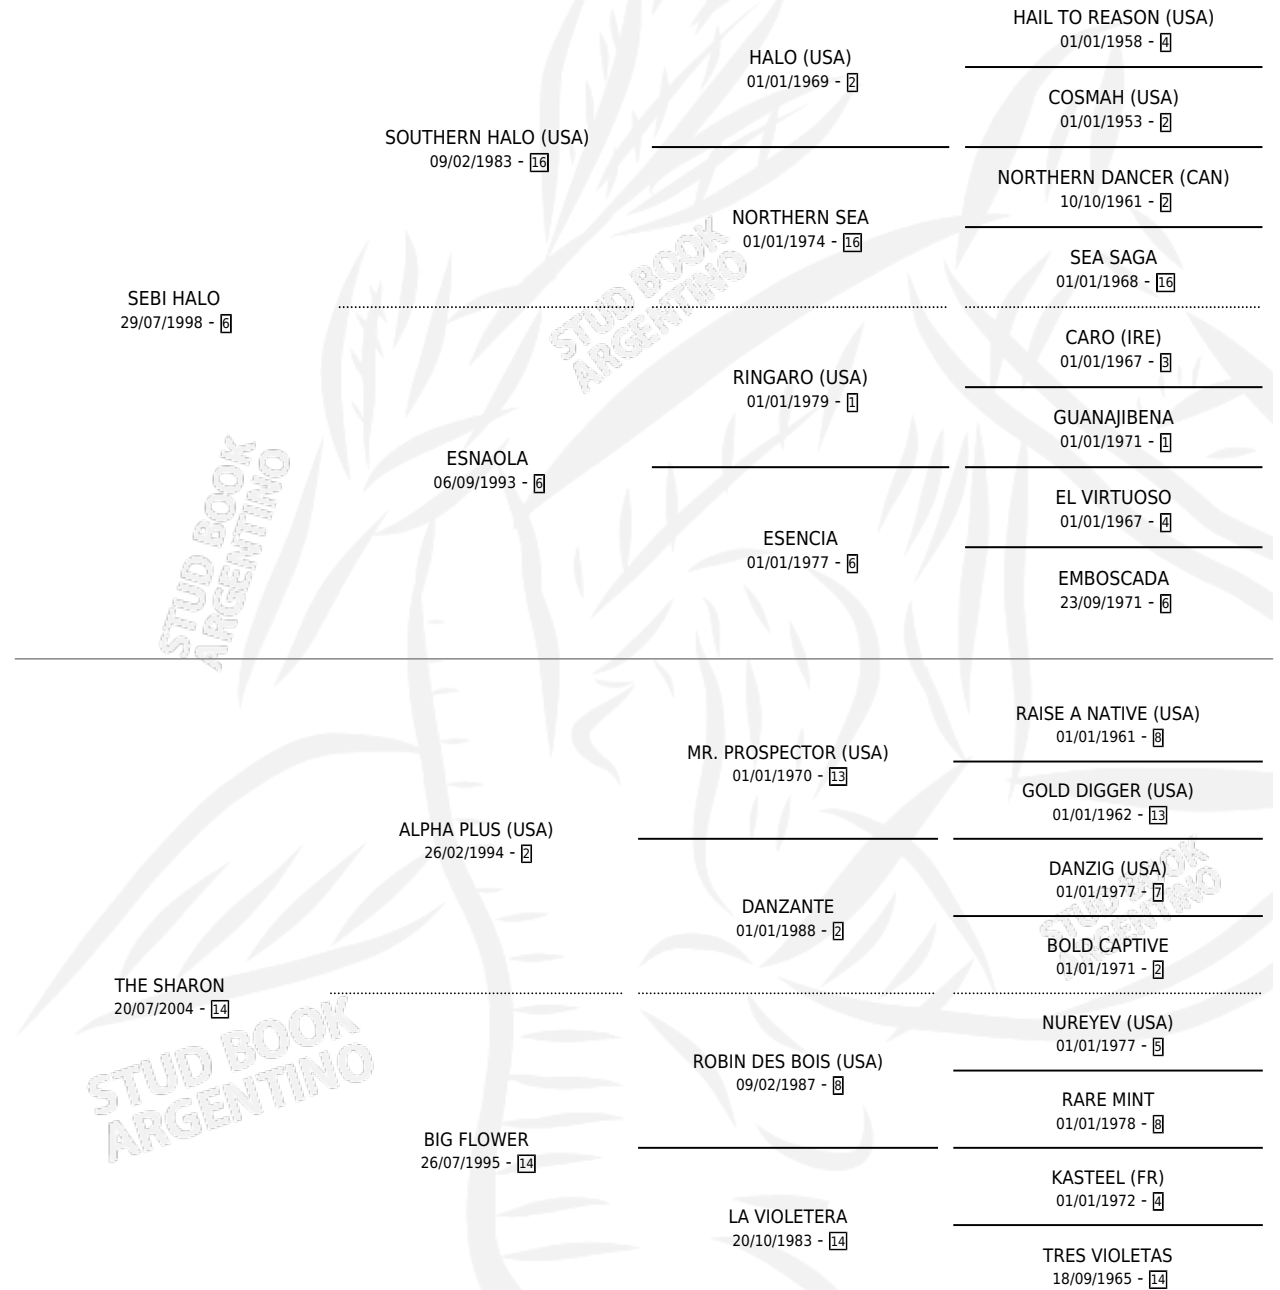 HAIL TO REASON (USA)
01/01/1958 - 4
HALO (USA)
01/01/1969 - 2
COSMAH (USA)
01/01/1953 - 2
SOUTHERN HALO (USA)
09/02/1983 - 16
NORTHERN DANCER (CAN)
10/10/1961 - 2
NORTHERN SEA
01/01/1974 - 16
SEA SAGA
01/01/1968 - 16
SEBI HALO
29/07/1998 - 6
CARO (IRE)
01/01/1967 - 3
RINGARO (USA)
01/01/1979 - 1
GUANAJIBENA
01/01/1971 - 1
ESNAOLA
06/09/1993 - 6
EL VIRTUOSO
01/01/1967 - 4
ESENCIA
01/01/1977 - 6
EMBOSCADA
23/09/1971 - 6
STUD BOOK
ARGENTINO
STUD BOOK
ARGENTINO
RAISE A NATIVE (USA)
01/01/1961 - 8
MR. PROSPECTOR (USA)
01/01/1970 - 13
GOLD DIGGER (USA)
01/01/1962 - 13
ALPHA PLUS (USA)
26/02/1994 - 2
DANZIG (USA)
01/01/1977 - 7
DANZANTE
01/01/1988 - 2
BOLD CAPTIVE
01/01/1971 - 2
STUD BOOK
ARGENTINO
THE SHARON
20/07/2004 - 14
NUREYEV (USA)
01/01/1977 - 5
ROBIN DES BOIS (USA)
09/02/1987 - 8
RARE MINT
01/01/1978 - 8
STUD BOOK
ARGENTINO
BIG FLOWER
26/07/1995 - 14
KASTEEL (FR)
01/01/1972 - 4
LA VIOLETERA
20/10/1983 - 14
TRES VIOLETAS
18/09/1965 - 14